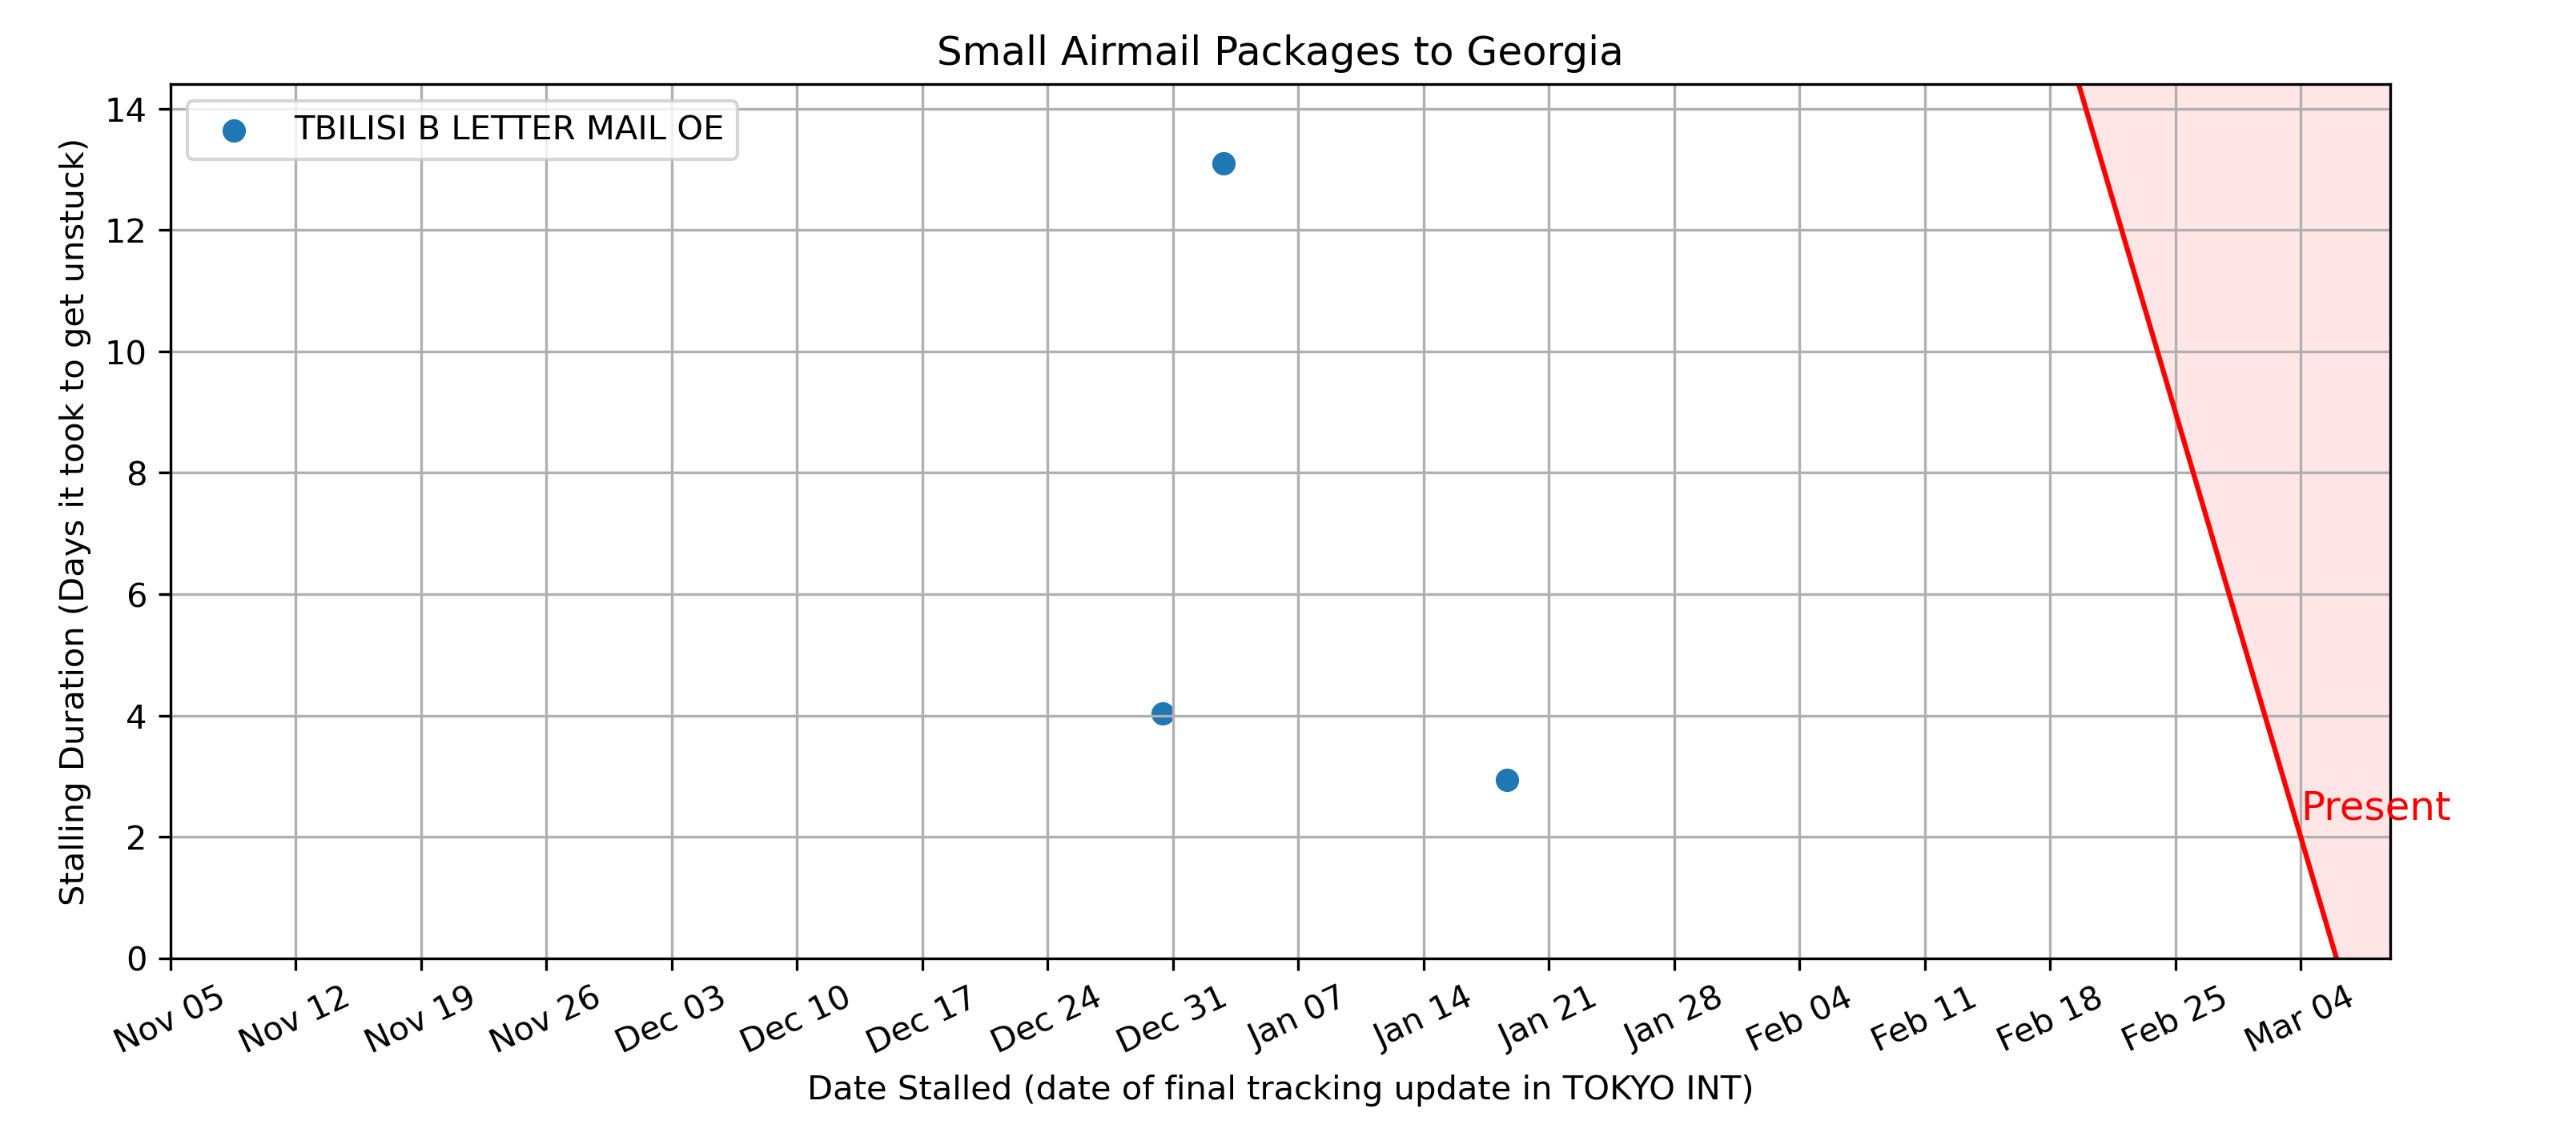 Small Airmail Packages to Georgia
TBILISI B LETTER MAIL OE
Stalling Duration (Days it took to get unstuck)
14
12
10
8
6
4
2
0
Present
Nov 05
Nov 12
Nov 19
Nov 26
Dec 03
Dec 10
Dec 17
Dec 24
Dec 31
Jan 07
Jan 14
Jan 21
Jan 28
Feb 04
Feb 11
Feb 18
Feb 25
Mar 04
Date Stalled (date of final tracking update in TOKYO INT)